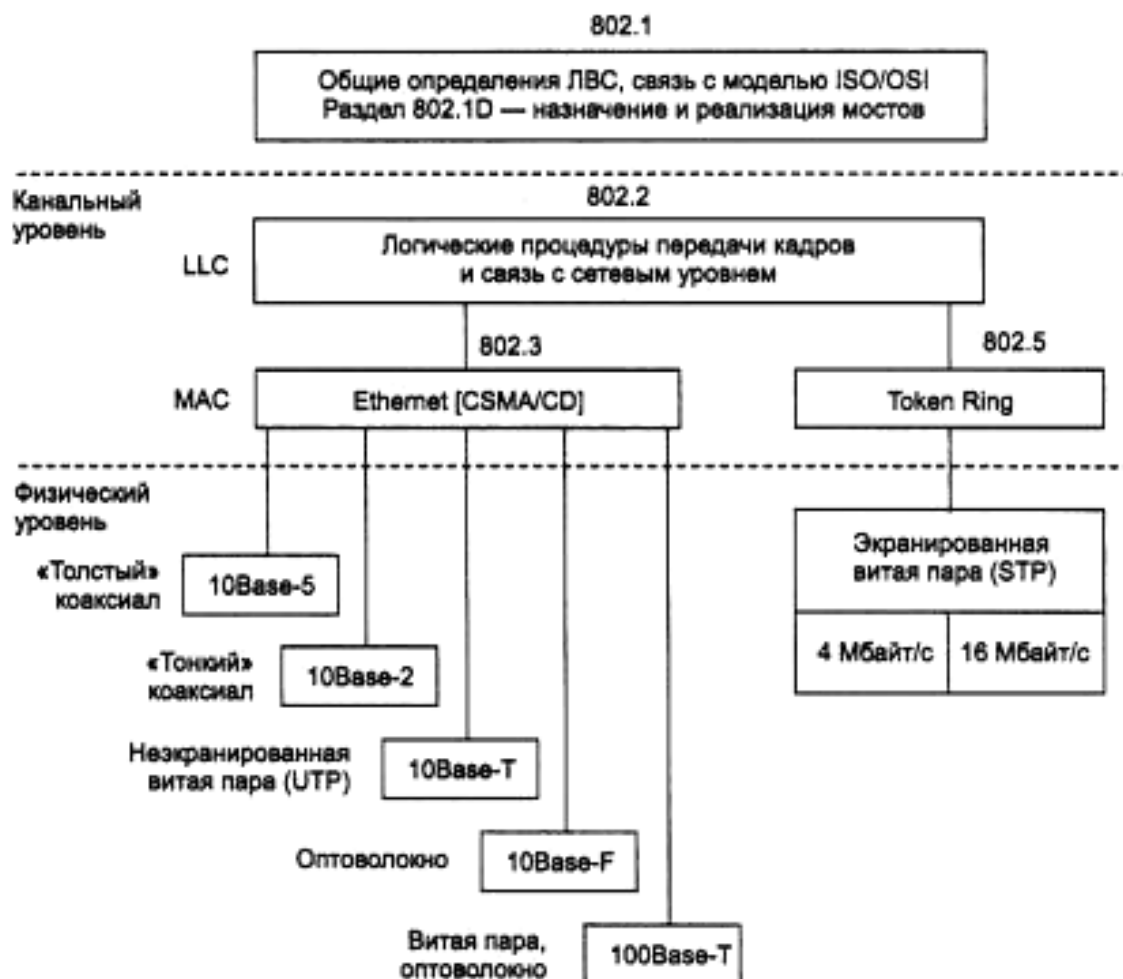 802.1
Общие определения ЛВС, связь с моделью ISO/OSI
Раздел 802.1D — назначение и реализация мостов
Канальный
уровень
802.2
LLC
Логические процедуры передачи кадров
и связь с сетевым уровнем
802.3
802.5
MAC
Ethernet [CSMA/CD]
Token Ring
Физический
уровень
«Толстый»
коаксиал
10Base-5
Экранированная
витая пара (STP)
4 Мбайт/с
16 Мбайт/с
«Тонкий»
коаксиал
10Base-2
Неэкранированная
витая пара (UTP)
10Base-T
Оптоволокно
10Base-F
Витая пара,
оптоволокно
100Base-T